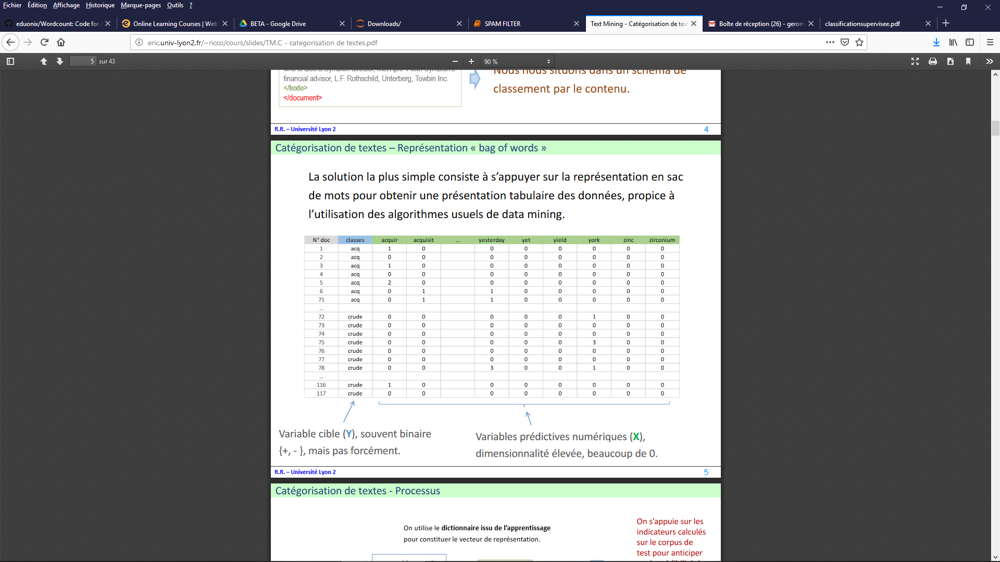 Fichier Édition Affichage Historique Marque-pages Outils ?
eduonix/Wordcount: Code for
Online Learning Courses | Web
BETA - Google Drive
Downloads/
SPAM FILTER
Text Mining - Catégorisation de tex
Boîte de réception (26) - gerom
classificationsupervisee.pdf
eric.univ-lyon2.fr/~ricco/cours/slides/TM.C - categorisation de textes.pdf
5 sur 43
90 %
who is also a Cymbion director, met April 1 with Cymbion's
financial advisor, L.F. Rothschild, Unterberg, Towbin Inc.
</texte>
</document>
Nous nous situons dans un schéma de
classement par le contenu.
R.R. – Université Lyon 2 4
Catégorisation de textes – Représentation « bag of words »
La solution la plus simple consiste à s'appuyer sur la représentation en sac
de mots pour obtenir une présentation tabulaire des données, propice à
l'utilisation des algorithmes usuels de data mining.
N° doc classes acquir acquisit ... yesterday yet yield york zinc zirconium
1 acq 1 0 0 0 0 0 0 0
2 acq 0 0 0 0 0 0 0 0
3 acq 1 0 0 0 0 0 0 0
4 acq 0 0 0 0 0 0 0 0
5 acq 2 0 0 0 0 0 0 0
6 acq 0 1 1 0 0 0 0 0
71 acq 0 1 1 0 0 0 0 0
...
72 crude 0 0 0 0 0 1 0 0
73 crude 0 0 0 0 0 0 0 0
74 crude 0 0 0 0 0 0 0 0
75 crude 0 0 0 0 0 3 0 0
76 crude 0 0 0 0 0 0 0 0
77 crude 0 0 0 0 0 0 0 0
78 crude 0 0 3 0 0 1 0 0
...
116 crude 1 0 0 0 0 0 0 0
117 crude 0 0 0 0 0 0 0 0
Variable cible (Y), souvent binaire
{+, - }, mais pas forcément.
Variables prédictives numériques (X),
dimensionnalité élevée, beaucoup de 0.
R.R. – Université Lyon 2 5
Catégorisation de textes - Processus
On utilise le dictionnaire issu de l'apprentissage
pour constituer le vecteur de représentation.
On s'appuie sur les
indicateurs calculés
sur le corpus de
test pour anticiper